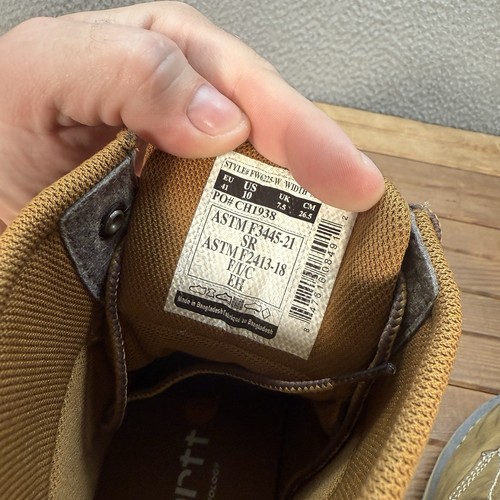 STYLE# FW6225-W WIDTH
EU US UK CM
41 10 7.5 26.5
PO# CH1938
ASTM F3445-21
SR
ASTM F2413-18
F/I/C
EH
Made in Bangladesh/Fabriqué au Bangladesh